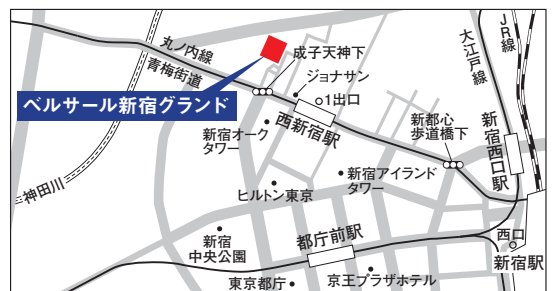 丸ノ内線
青梅街道
成子天神下
ジョナサン
1出口
JR線
大江戸線
ベルサール新宿グランド
西新宿駅
新都心
歩道橋下
新宿西口駅
新宿オーク
タワー
新宿アイランド
タワー
神田川
ヒルトン東京
新宿
中央公園
都庁前駅
西口
新宿駅
東京都庁
京王プラザホテル